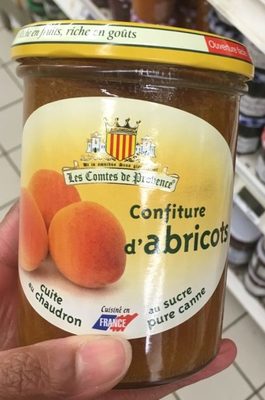 en fruits, riche en goûts
Ouverture facile
Les Comtes de Provence
Confiture
d'abricots
cuite
au chaudron
Cuisiné en
FRANCE
au sucre
pure canne